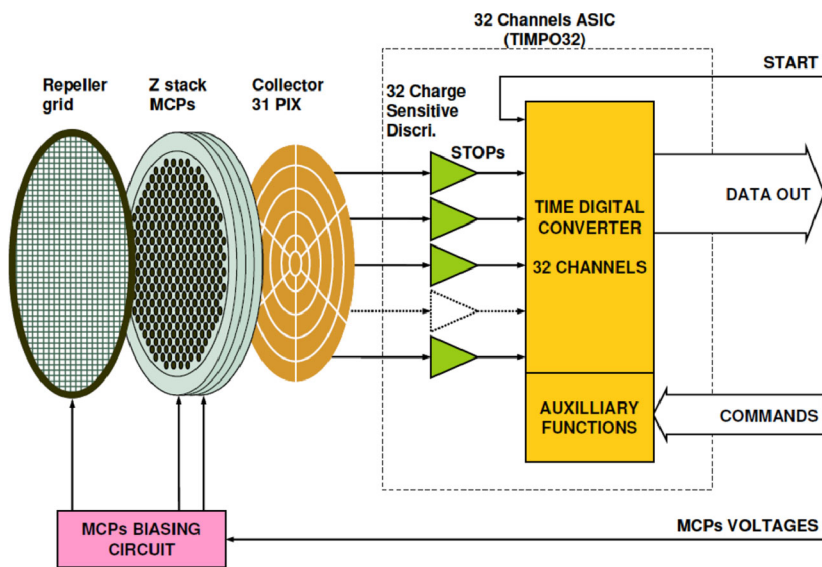 32 Channels ASIC
(TIMPO32)
START
Repeller
grid
Z stack
MCPs
Collector
31 PIX
32 Charge
Sensitive
Discri.
STOPs
TIME DIGITAL
CONVERTER
32 CHANNELS
DATA OUT
AUXILLIARY
FUNCTIONS
COMMANDS
MCPs BIASING
CIRCUIT
MCPs VOLTAGES